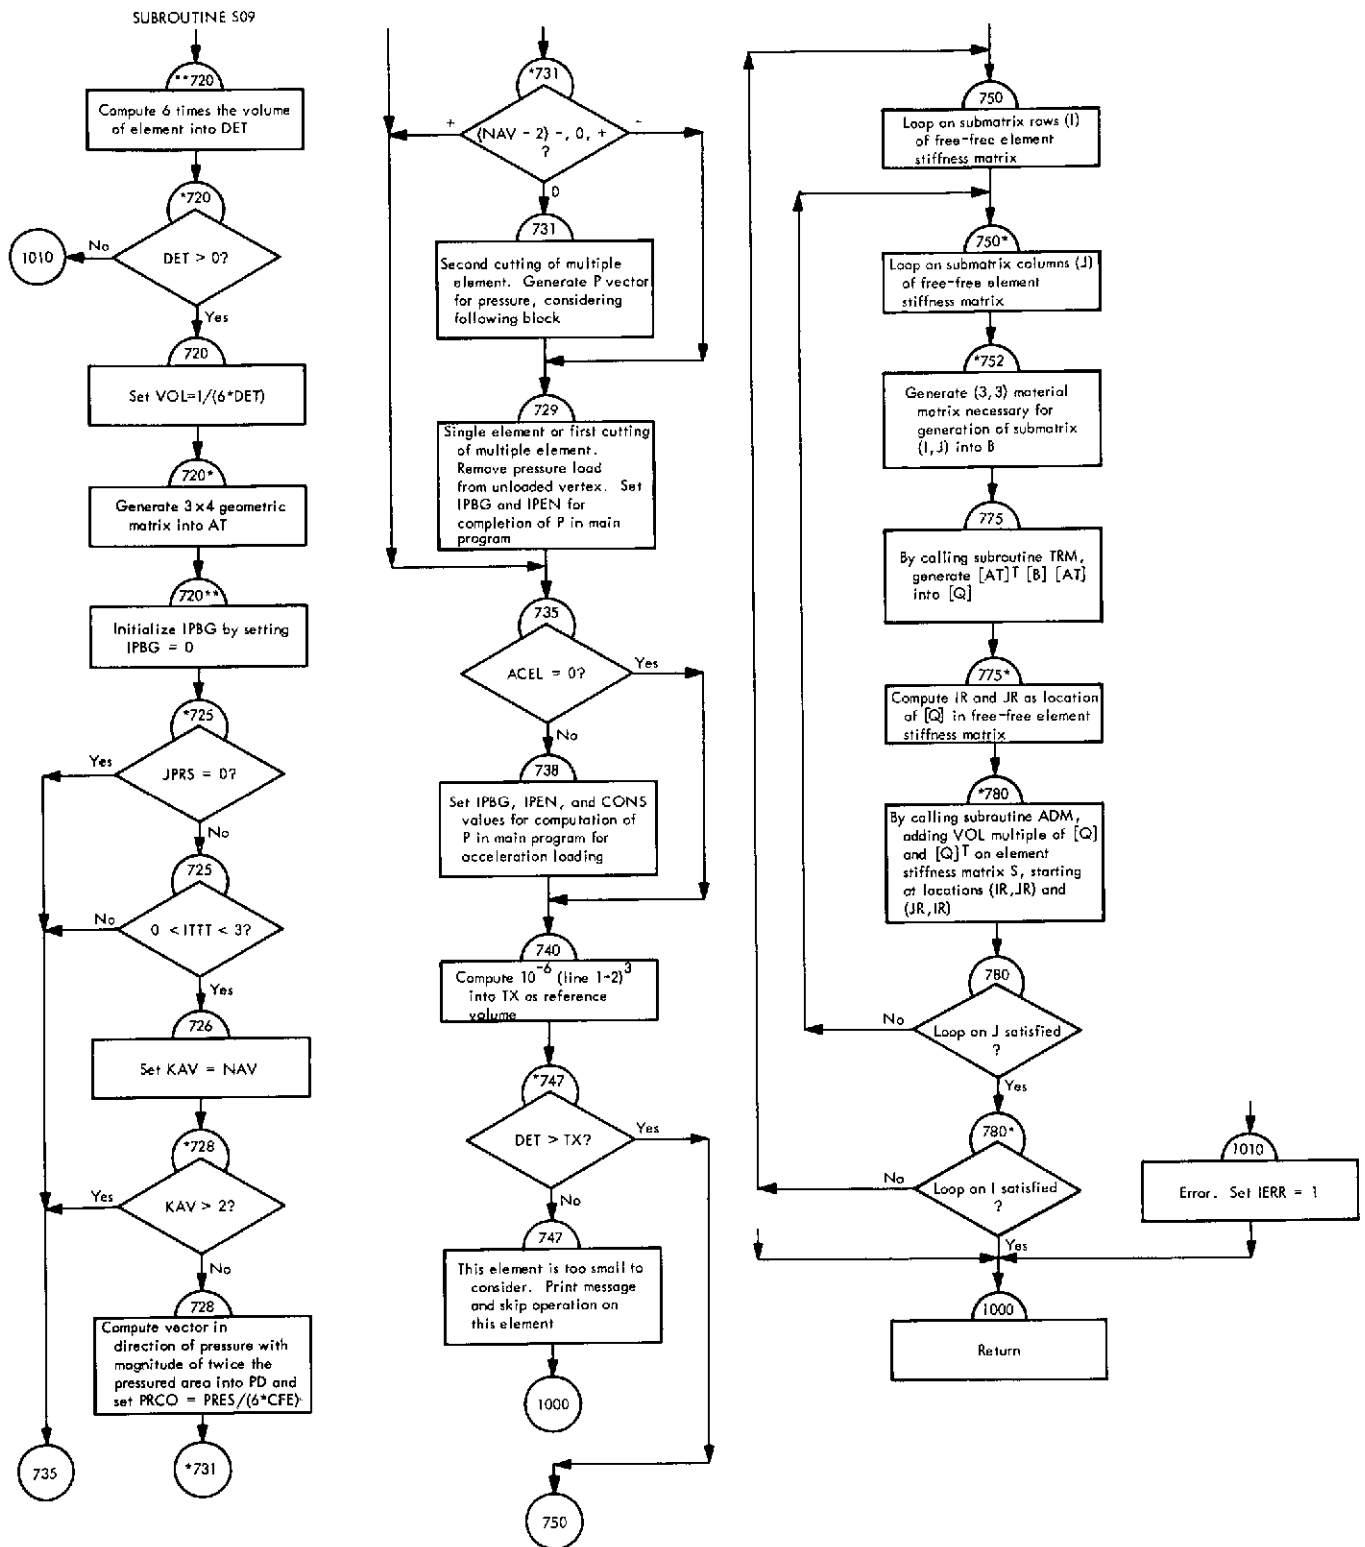 SUBROUTINE S09
**720
Compute 6 times the volume
of element into DET
*720
DET > 0?
No
1010
Yes
720
Set VOL=1/(6*DET)
720*
Generate 3x4 geometric
matrix into AT
720**
Initialize IPBG by setting
IPBG = 0
*725
JPRS = 0?
Yes
No
725
0 < ITTT < 3?
No
Yes
726
Set KAV = NAV
*728
KAV > 2?
Yes
No
728
Compute vector in
direction of pressure with
magnitude of twice the
pressured area into PD and
set PRCO = PRES/(6*CFE)
735
*731
*731
(NAV - 2) -, 0, +
?
+
-
0
731
Second cutting of multiple
element. Generate P vector
for pressure, considering
following block
729
Single element or first cutting
of multiple element.
Remove pressure load
from unloaded vertex. Set
IPBG and IPEN for
completion of P in main
program
735
ACEL = 0?
Yes
No
738
Set IPBG, IPEN, and CONS
values for computation of
P in main program for
acceleration loading
740
Compute 10^-6 (line 1-2)^3
into TX as reference
volume
*747
DET > TX?
Yes
No
747
This element is too small to
consider. Print message
and skip operation on
this element
1000
750
750
Loop on submatrix rows (I)
of free-free element
stiffness matrix
750*
Loop on submatrix columns (J)
of free-free element
stiffness matrix
*752
Generate (3,3) material
matrix necessary for
generation of submatrix
(I,J) into B
775
By calling subroutine TRM,
generate [AT]^T [B] [AT]
into [Q]
775*
Compute IR and JR as location
of [Q] in free-free element
stiffness matrix
*780
By calling subroutine ADM,
adding VOL multiple of [Q]
and [Q]^T on element
stiffness matrix S, starting
at locations (IR,JR) and
(JR,IR)
780
Loop on J satisfied
?
No
Yes
780*
Loop on I satisfied
?
No
Yes
1010
Error. Set IERR = 1
1000
Return